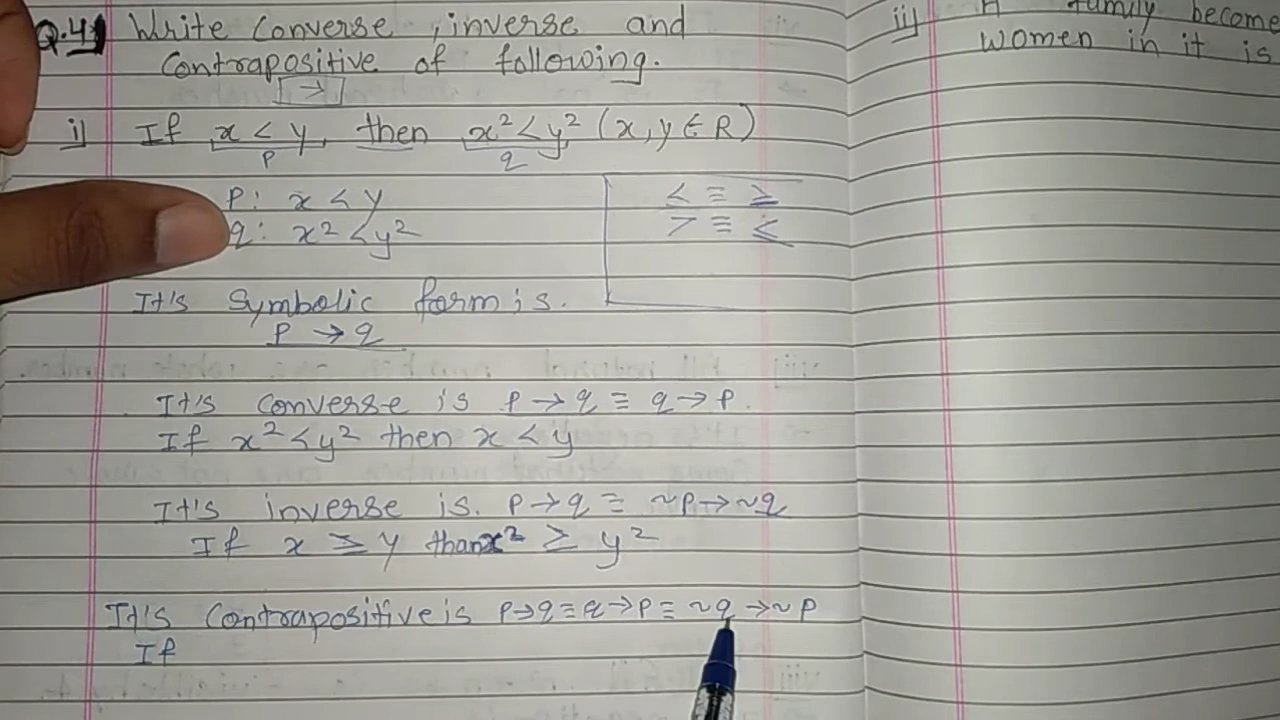 Q.4) Write Converse , inverse and
Contrapositive of following.
[→]
i) If x < y, then x² < y² (x, y ∈ R)
p q
P: x < y
q: x² < y²
< ≡ ≥
> ≡ ≤
It's Symbolic form is.
P → q
It's Converse is P → q ≡ q → P.
If x² < y² then x < y
It's inverse is. P → q ≡ ~P → ~q
If x ≥ y than x² ≥ y²
It's Contrapositive is P → q ≡ q → P ≡ ~q → ~P
If
ii) A family become
women in it is